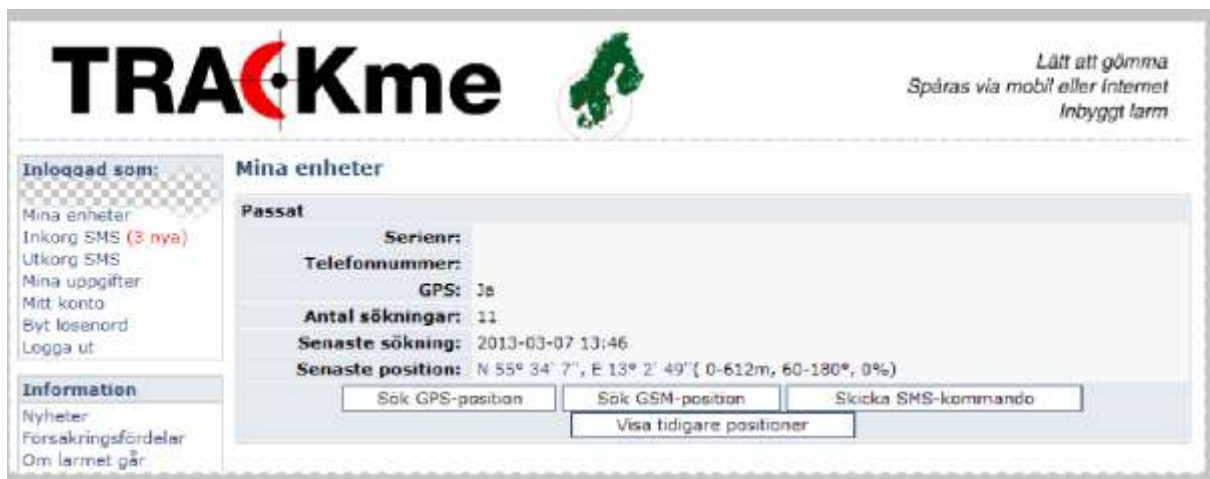 TRACKme
Lätt att gömma
Spåras via mobil eller Internet
Inbyggt larm
Inloggad som:
Mina enheter
Inkorg SMS (3 nya)
Utkorg SMS
Mina uppgifter
Mitt konto
Byt losenord
Logga ut
Information
Nyheter
Forsakringsfördelar
Om larmet går
Mina enheter
Passat
Serienr:
Telefonnummer:
GPS: Ja
Antal sökningar: 11
Senaste sökning: 2013-03-07 13:46
Senaste position: N 55° 34' 7", E 13° 2' 49"( 0-612m, 60-180°, 0%)
Sök GPS-position Sök GSM-position Skicka SMS-kommando
Visa tidigare positioner